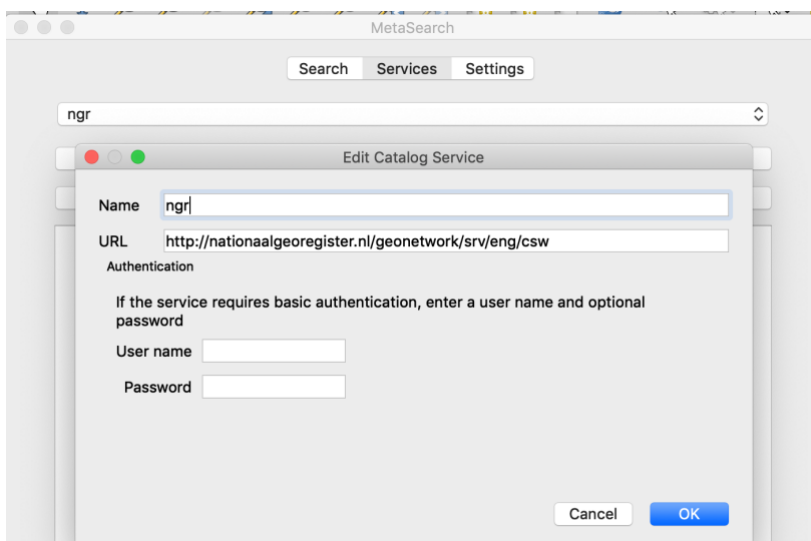 MetaSearch
Search Services Settings
ngr
Edit Catalog Service
Name ngr
URL http://nationaalgeoregister.nl/geonetwork/srv/eng/csw
Authentication
If the service requires basic authentication, enter a user name and optional
password
User name
Password
Cancel OK